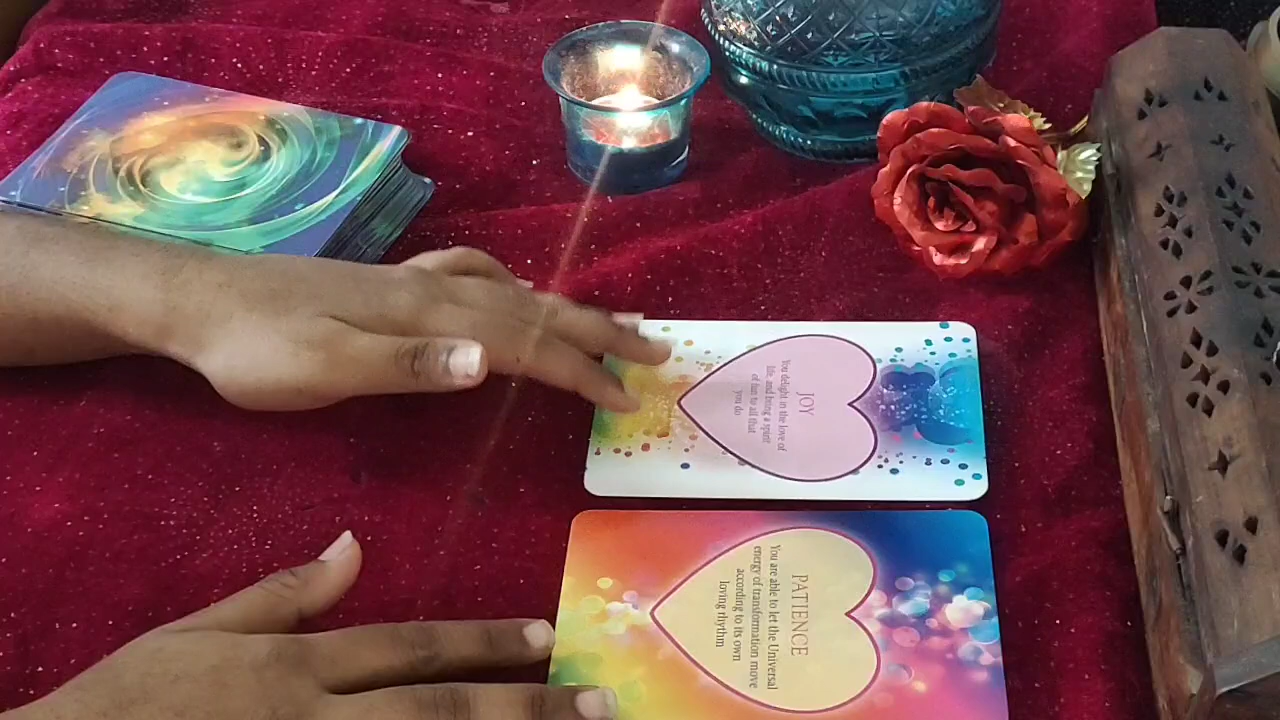 JOY
You delight in the love of
life, and bring a spirit
of fun to all that
you do
PATIENCE
You are able to let the Universal
energy of transformation move
according to its own
loving rhythm